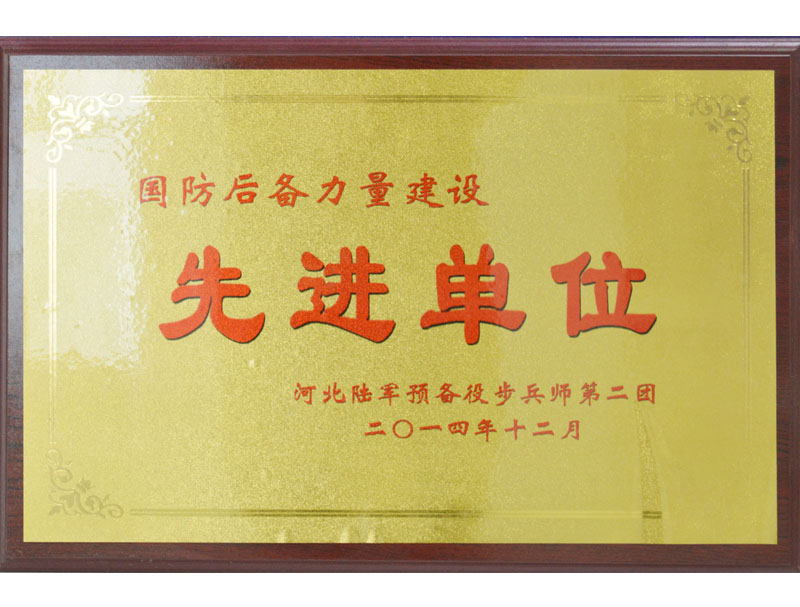 国防后备力量建设
先进单位
河北陆军预备役步兵师第二团
二〇一四年十二月